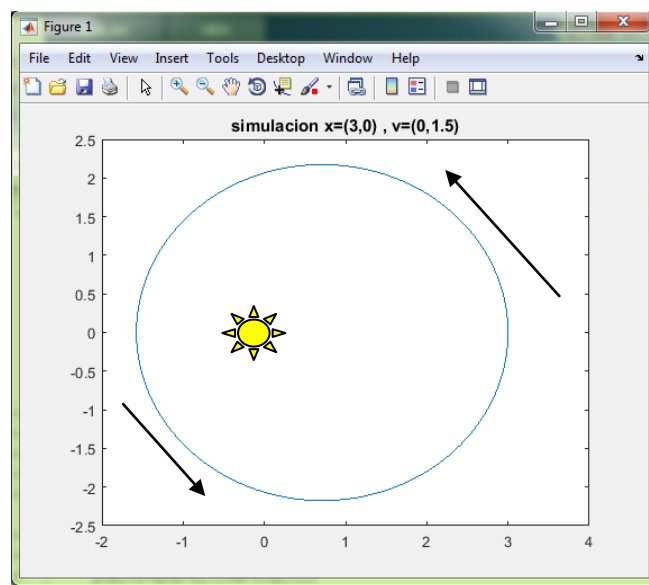 Figure 1
File Edit View Insert Tools Desktop Window Help
simulacion x=(3,0) , v=(0,1.5)
2.5
2
1.5
1
0.5
0
-0.5
-1
-1.5
-2
-2.5
-2 -1 0 1 2 3 4